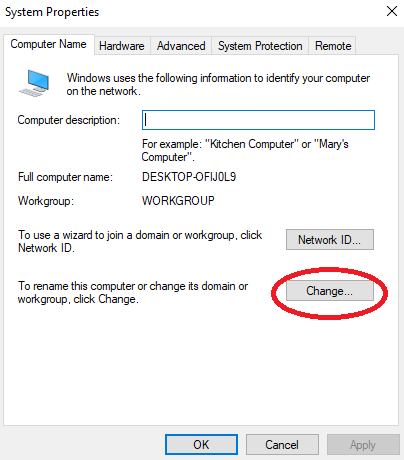 System Properties
Computer Name Hardware Advanced System Protection Remote
Windows uses the following information to identify your computer
on the network.
Computer description:
For example: "Kitchen Computer" or "Mary's
Computer".
Full computer name: DESKTOP-OFIJ0L9
Workgroup: WORKGROUP
To use a wizard to join a domain or workgroup, click
Network ID.
Network ID...
To rename this computer or change its domain or
workgroup, click Change.
Change...
OK Cancel Apply